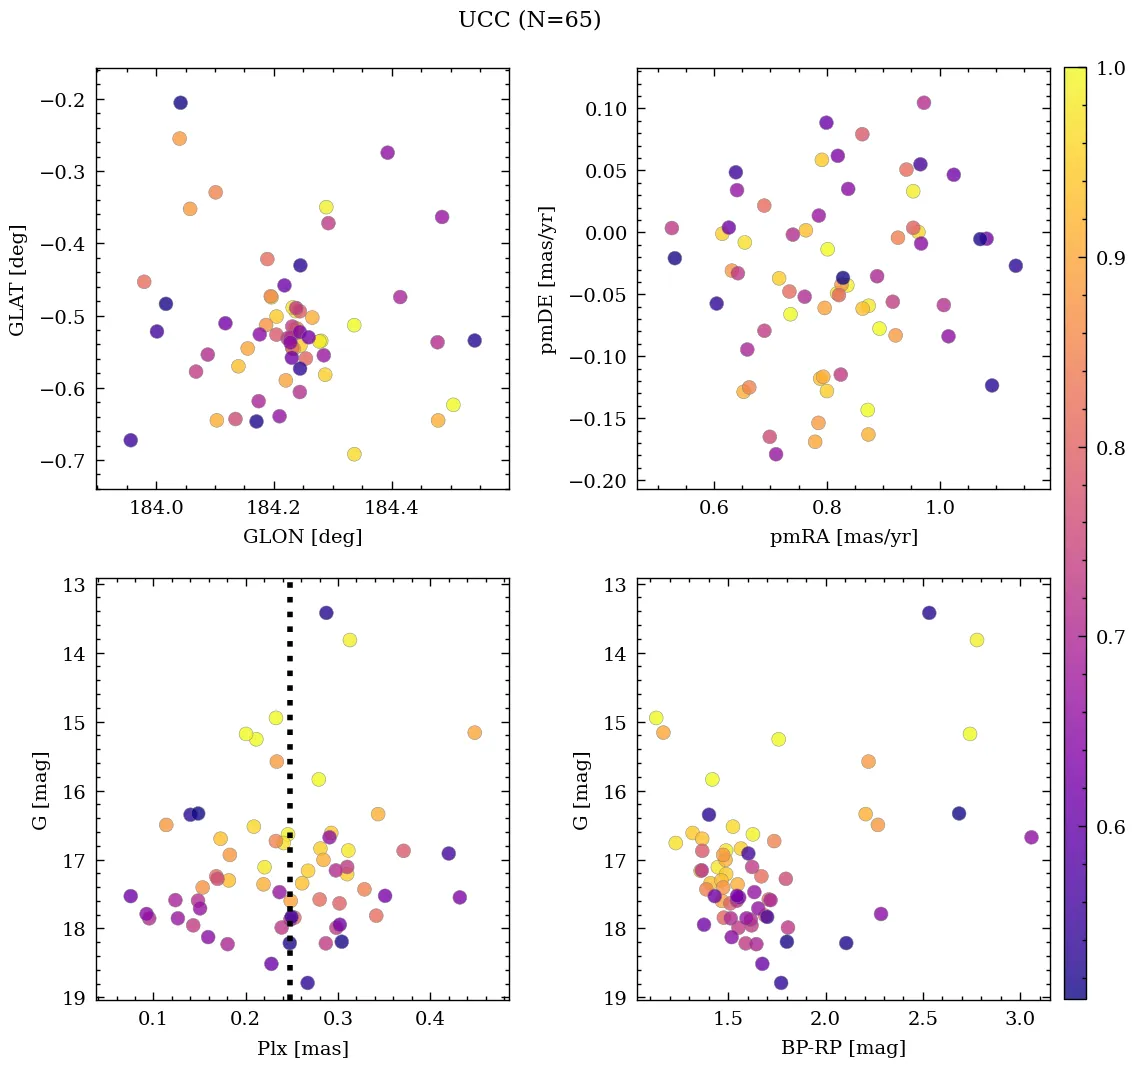 UCC (N=65)
−0.2
−0.3
−0.4
−0.5
−0.6
−0.7
GLAT [deg]
184.0 184.2 184.4
GLON [deg]
0.10
0.05
0.00
−0.05
−0.10
−0.15
−0.20
pmDE [mas/yr]
0.6 0.8 1.0
pmRA [mas/yr]
13
14
15
16
17
18
19
G [mag]
0.1 0.2 0.3 0.4
Plx [mas]
13
14
15
16
17
18
19
G [mag]
1.5 2.0 2.5 3.0
BP-RP [mag]
1.0
0.9
0.8
0.7
0.6